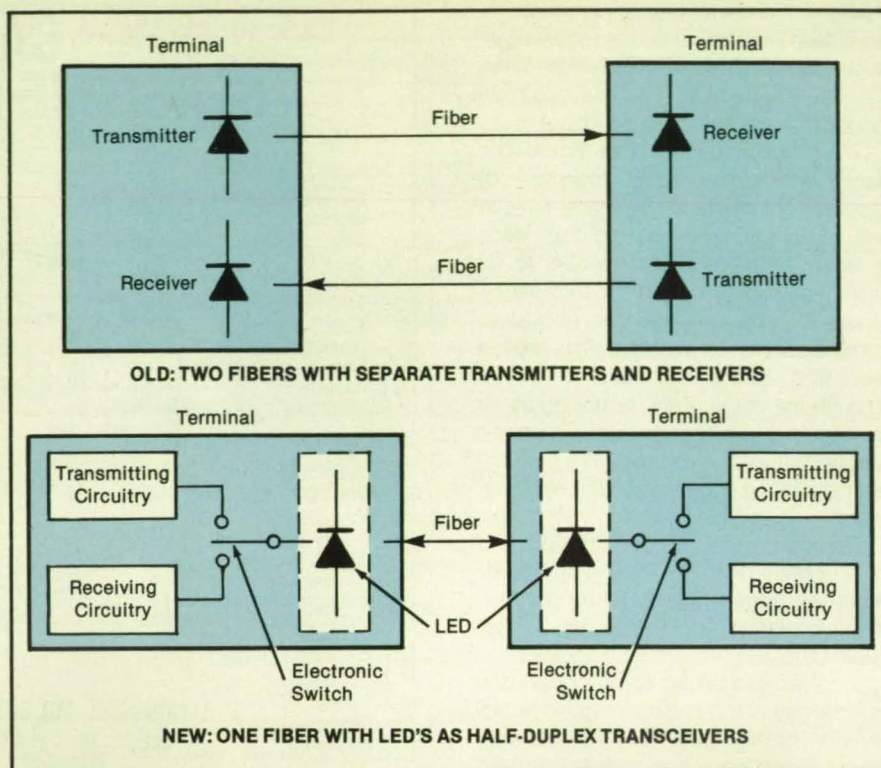 Terminal
Terminal
Transmitter
Fiber
Receiver
Receiver
Fiber
Transmitter
OLD: TWO FIBERS WITH SEPARATE TRANSMITTERS AND RECEIVERS
Terminal
Terminal
Transmitting
Circuitry
Fiber
Transmitting
Circuitry
Receiving
Circuitry
LED
Receiving
Circuitry
Electronic
Switch
Electronic
Switch
NEW: ONE FIBER WITH LED'S AS HALF-DUPLEX TRANSCEIVERS